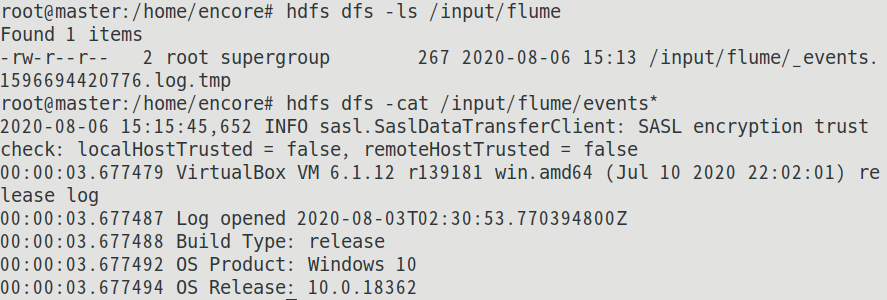 root@master:/home/encore# hdfs dfs -ls /input/flume
Found 1 items
-rw-r--r--   2 root supergroup        267 2020-08-06 15:13 /input/flume/_events.
1596694420776.log.tmp
root@master:/home/encore# hdfs dfs -cat /input/flume/events*
2020-08-06 15:15:45,652 INFO sasl.SaslDataTransferClient: SASL encryption trust
check: localHostTrusted = false, remoteHostTrusted = false
00:00:03.677479 VirtualBox VM 6.1.12 r139181 win.amd64 (Jul 10 2020 22:02:01) re
lease log
00:00:03.677487 Log opened 2020-08-03T02:30:53.770394800Z
00:00:03.677488 Build Type: release
00:00:03.677492 OS Product: Windows 10
00:00:03.677494 OS Release: 10.0.18362